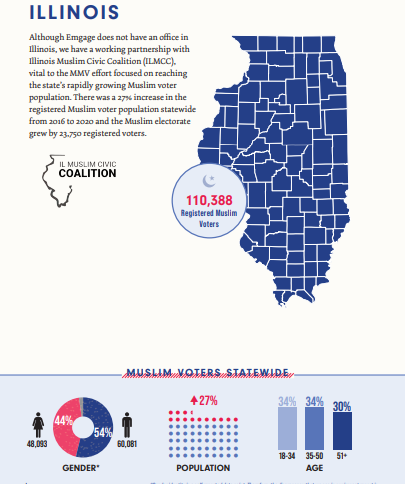 ILLINOIS
Although Emgage does not have an office in
Illinois, we have a working partnership with
Illinois Muslim Civic Coalition (ILMCC),
vital to the MMV effort focused on reaching
the state's rapidly growing Muslim voter
population. There was a 27% increase in the
registered Muslim voter population statewide
from 2016 to 2020 and the Muslim electorate
grew by 23,750 registered voters.
IL MUSLIM CIVIC
COALITION
110,388
Registered Muslim
Voters
MUSLIM VOTERS STATEWIDE
44%
54%
48,093
60,081
GENDER*
27%
POPULATION
34%
34%
30%
18-34
35-50
51+
AGE